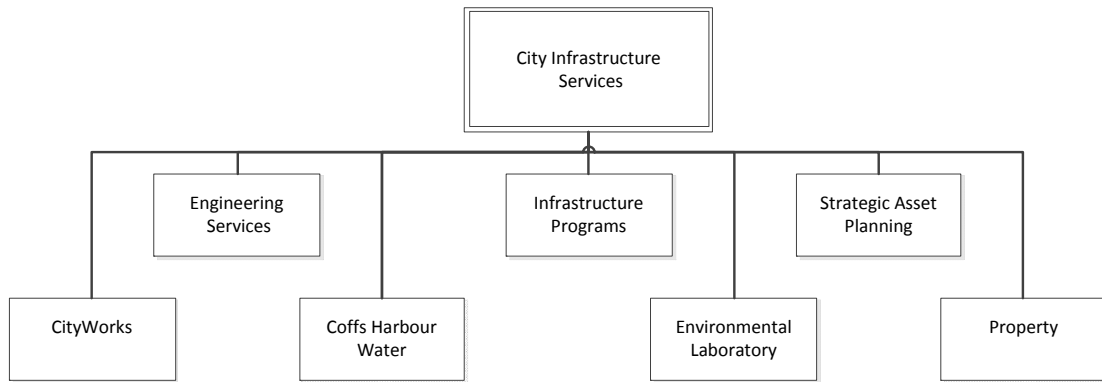 City Infrastructure
Services
Engineering
Services
Infrastructure
Programs
Strategic Asset
Planning
CityWorks
Coffs Harbour
Water
Environmental
Laboratory
Property